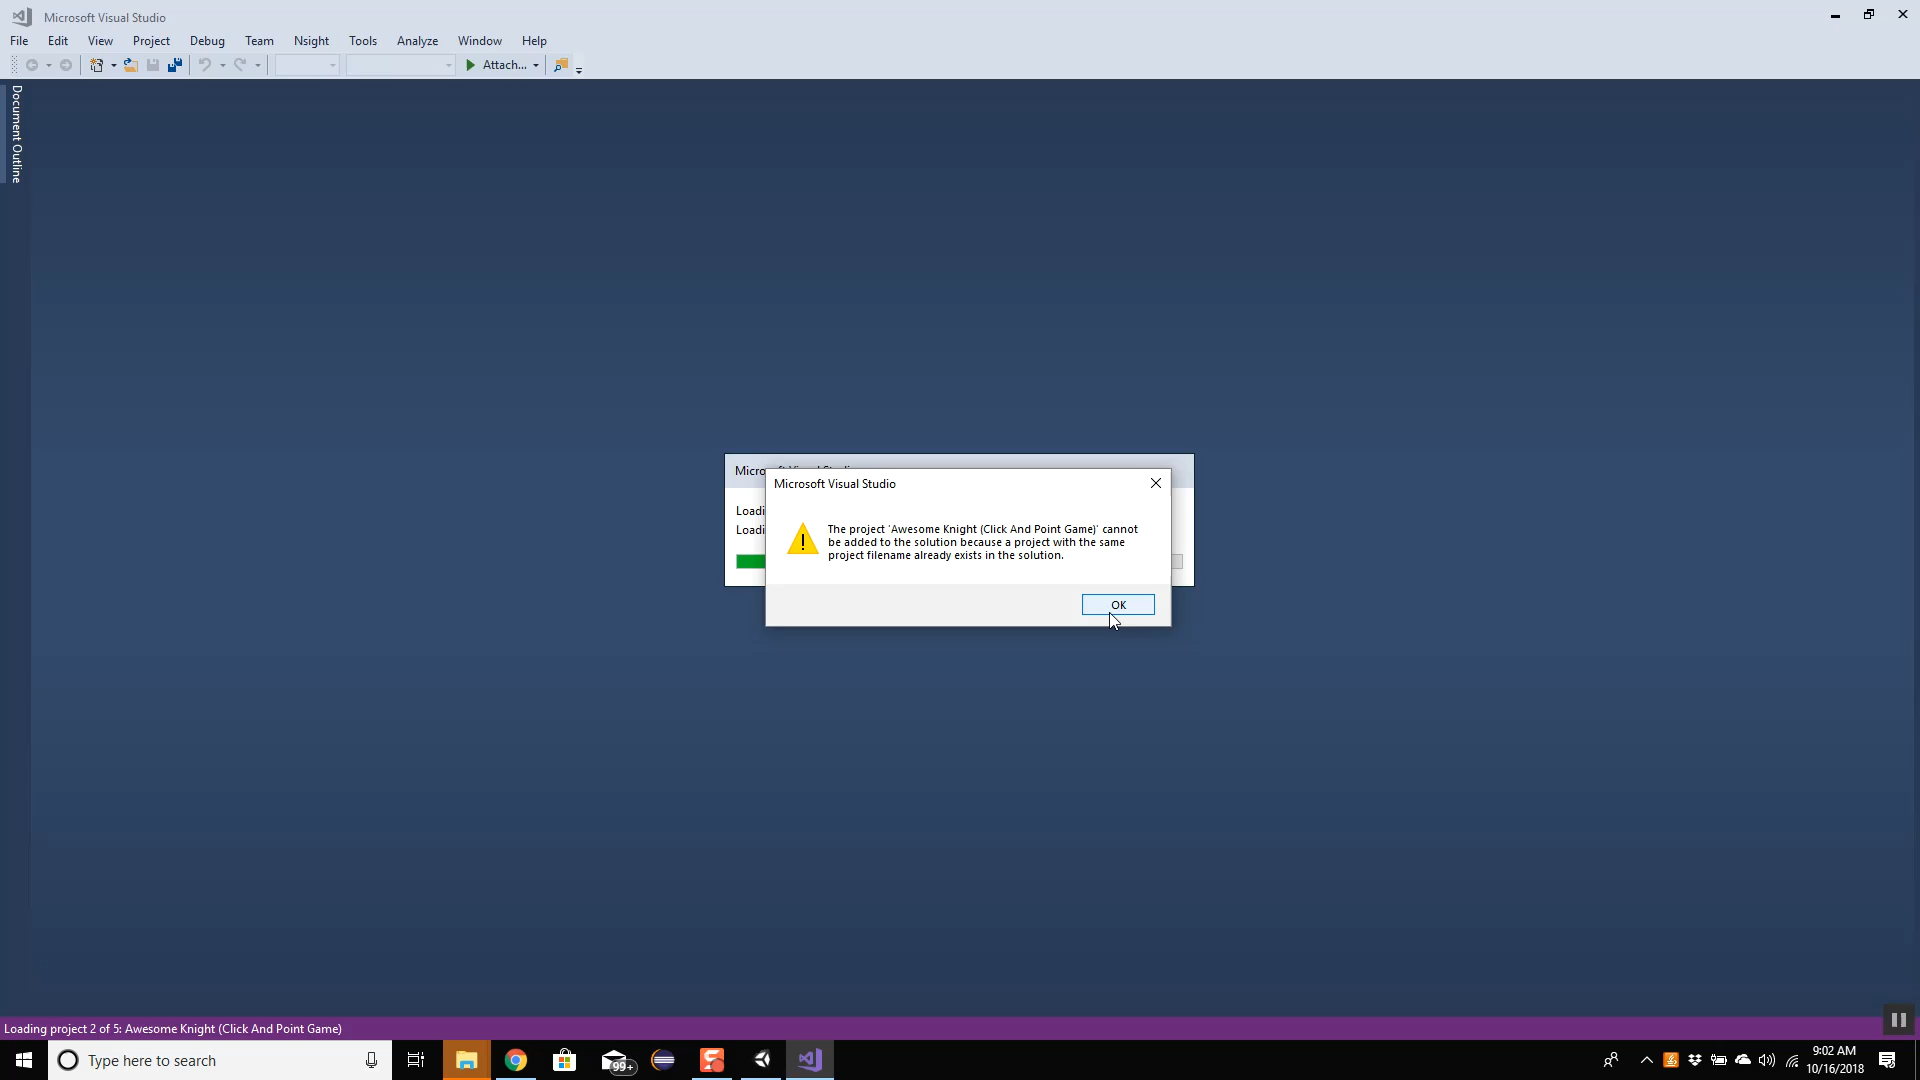 Microsoft Visual Studio
File Edit View Project Debug Team Nsight Tools Analyze Window Help
Attach...
Document Outline
Micro
Microsoft Visual Studio
Loadi
Loadi
The project 'Awesome Knight (Click And Point Game)' cannot
be added to the solution because a project with the same
project filename already exists in the solution.
OK
Loading project 2 of 5: Awesome Knight (Click And Point Game)
Type here to search
99+
9:02 AM
10/16/2018